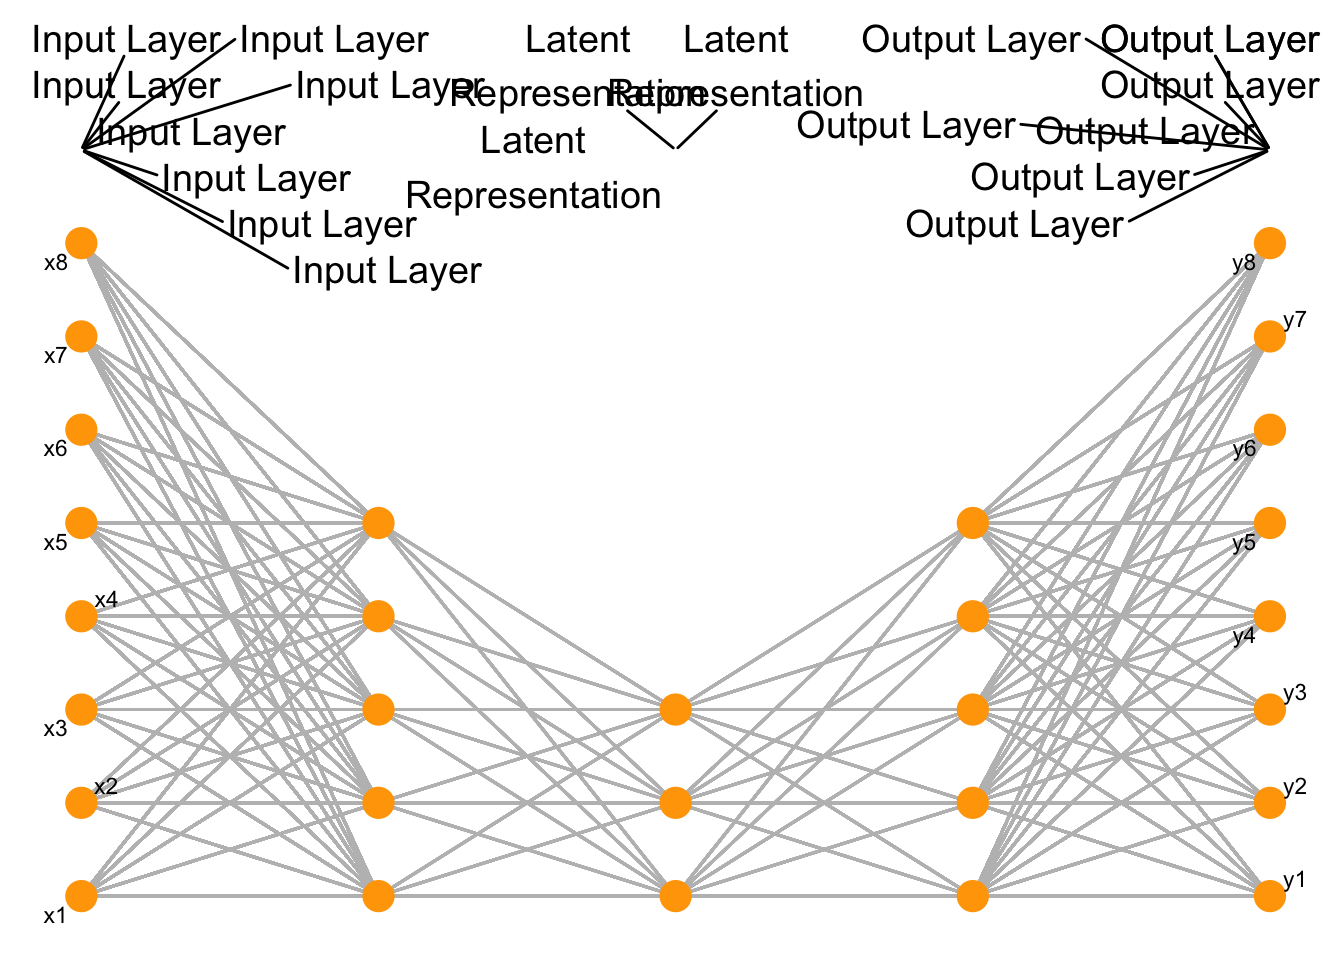 Input Layer
Input Layer
Latent
Latent
Output Layer
Output Layer
Input Layer
Input Layer
Representation
Representation
Output Layer
Input Layer
Latent
Output Layer
Output Layer
Input Layer
Representation
Output Layer
Input Layer
Output Layer
Input Layer
x8
y8
x7
y7
x6
y6
x5
y5
x4
y4
x3
y3
x2
y2
x1
y1